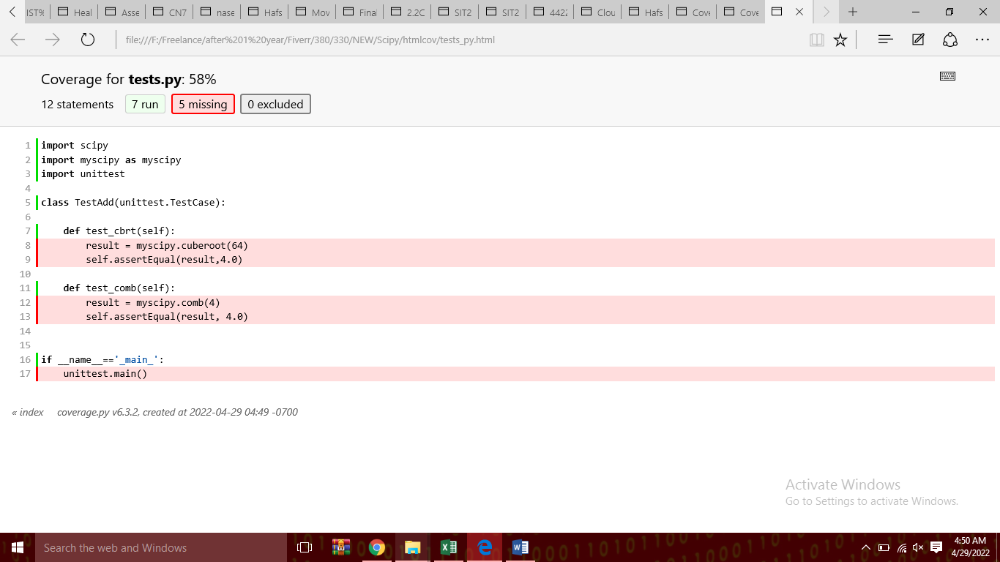 IST%
Heal
Asse
CN7
nase
Hafs
Mov
Final
2.2C
SIT2
SIT2
4422
Clou
Hafs
Cove
Cove
file:///F:/Freelance/after%201%20year/Fiverr/380/330/NEW/Scipy/htmlcov/tests_py.html
Coverage for tests.py: 58%
12 statements 7 run 5 missing 0 excluded
1 import scipy
2 import myscipy as myscipy
3 import unittest
4
5 class TestAdd(unittest.TestCase):
6
7 def test_cbrt(self):
8 result = myscipy.cuberoot(64)
9 self.assertEqual(result,4.0)
10
11 def test_comb(self):
12 result = myscipy.comb(4)
13 self.assertEqual(result, 4.0)
14
15
16 if __name__=='_main_':
17 unittest.main()
« index coverage.py v6.3.2, created at 2022-04-29 04:49 -0700
Activate Windows
Go to Settings to activate Windows.
Search the web and Windows
4:50 AM
4/29/2022